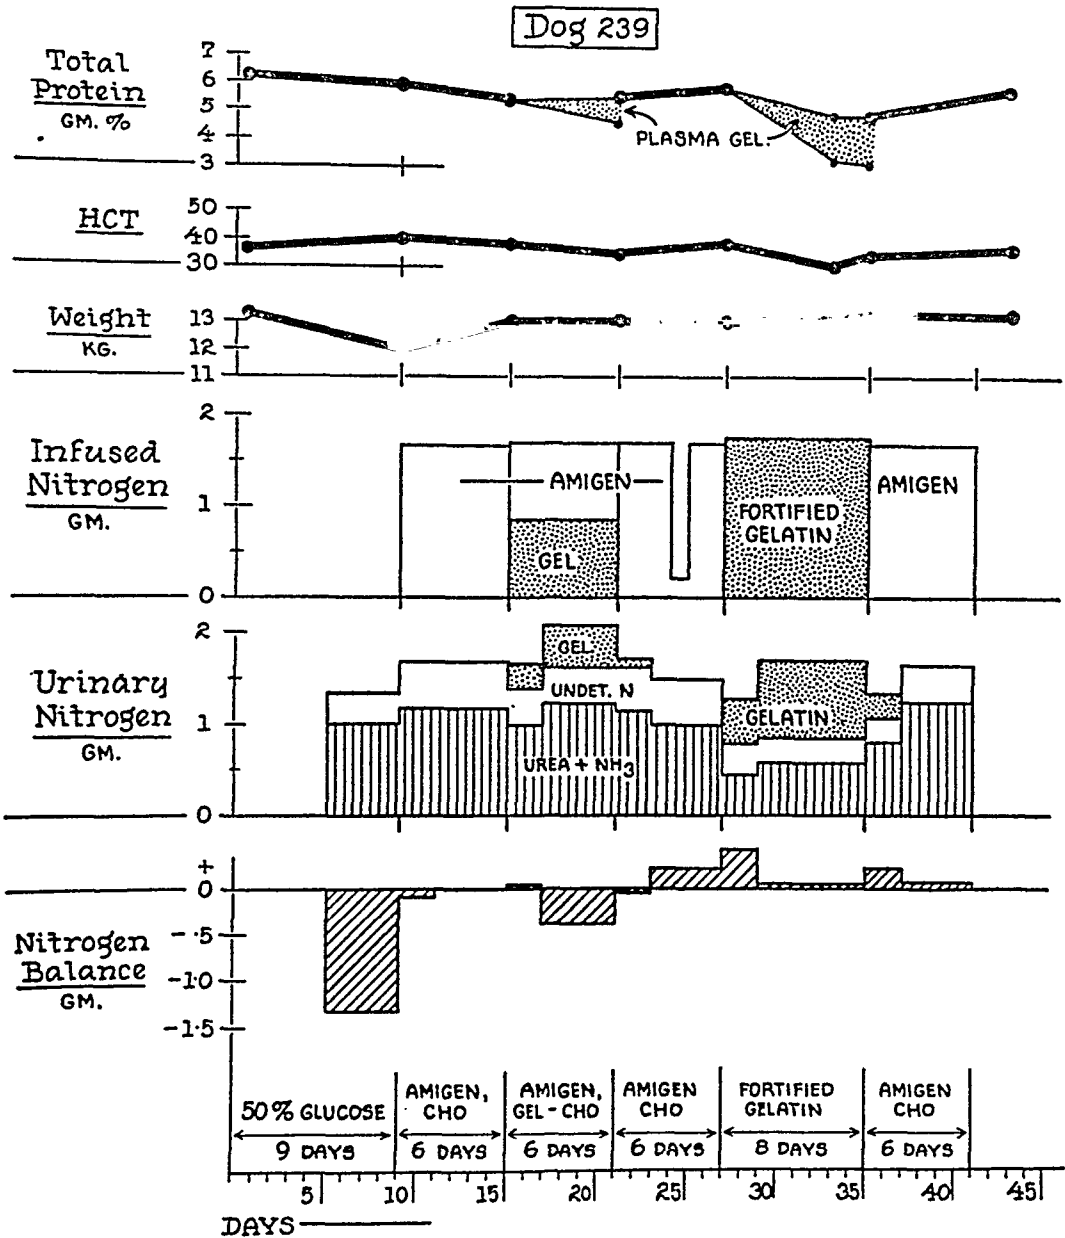 Dog 239
Total
Protein
GM. %
7
6
5
4
3
PLASMA GEL.
HCT
50
40
30
Weight
KG.
13
12
11
Infused
Nitrogen
GM.
2
1
0
AMIGEN
GEL
FORTIFIED
GELATIN
AMIGEN
Urinary
Nitrogen
GM.
2
1
0
GEL
UNDET. N
UREA + NH₃
GELATIN
Nitrogen
Balance
GM.
+
0
-.5
-1.0
-1.5
50% GLUCOSE
9 DAYS
AMIGEN,
CHO
6 DAYS
AMIGEN,
GEL-CHO
6 DAYS
AMIGEN
CHO
6 DAYS
FORTIFIED
GELATIN
8 DAYS
AMIGEN
CHO
6 DAYS
5 10 15 20 25 30 35 40 45
DAYS